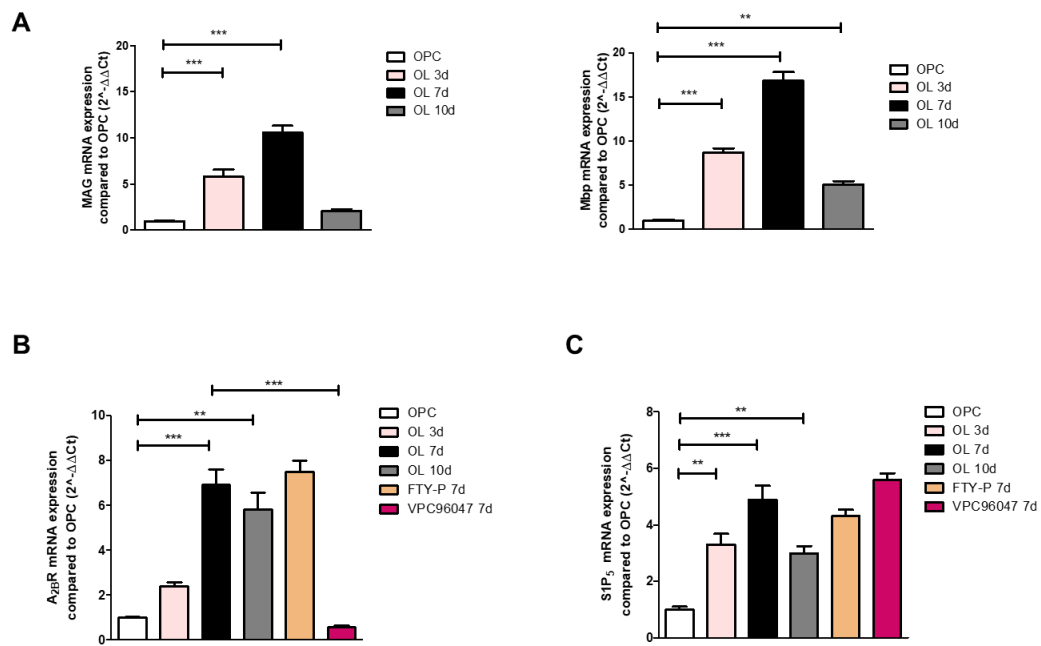 A
***
***
20
15
10
5
0
MAG mRNA expression
compared to OPC (2^-ΔΔCt)
OPC
OL 3d
OL 7d
OL 10d
**
***
***
20
15
10
5
0
Mbp mRNA expression
compared to OPC (2^-ΔΔCt)
OPC
OL 3d
OL 7d
OL 10d
B
***
**
***
10
8
6
4
2
0
A2BR mRNA expression
compared to OPC (2^-ΔΔCt)
OPC
OL 3d
OL 7d
OL 10d
FTY-P 7d
VPC96047 7d
C
**
***
**
8
6
4
2
0
S1P5 mRNA expression
compared to OPC (2^-ΔΔCt)
OPC
OL 3d
OL 7d
OL 10d
FTY-P 7d
VPC96047 7d